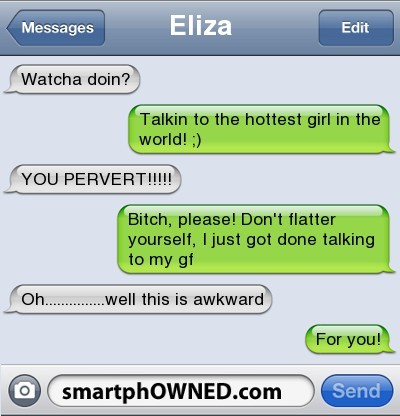 Messages
Eliza
Edit
Watcha doin?
Talkin to the hottest girl in the
world! ;)
YOU PERVERT!!!!!
Bitch, please! Don't flatter
yourself, I just got done talking
to my gf
Oh...............well this is awkward
For you!
smartphOWNED.com
Send